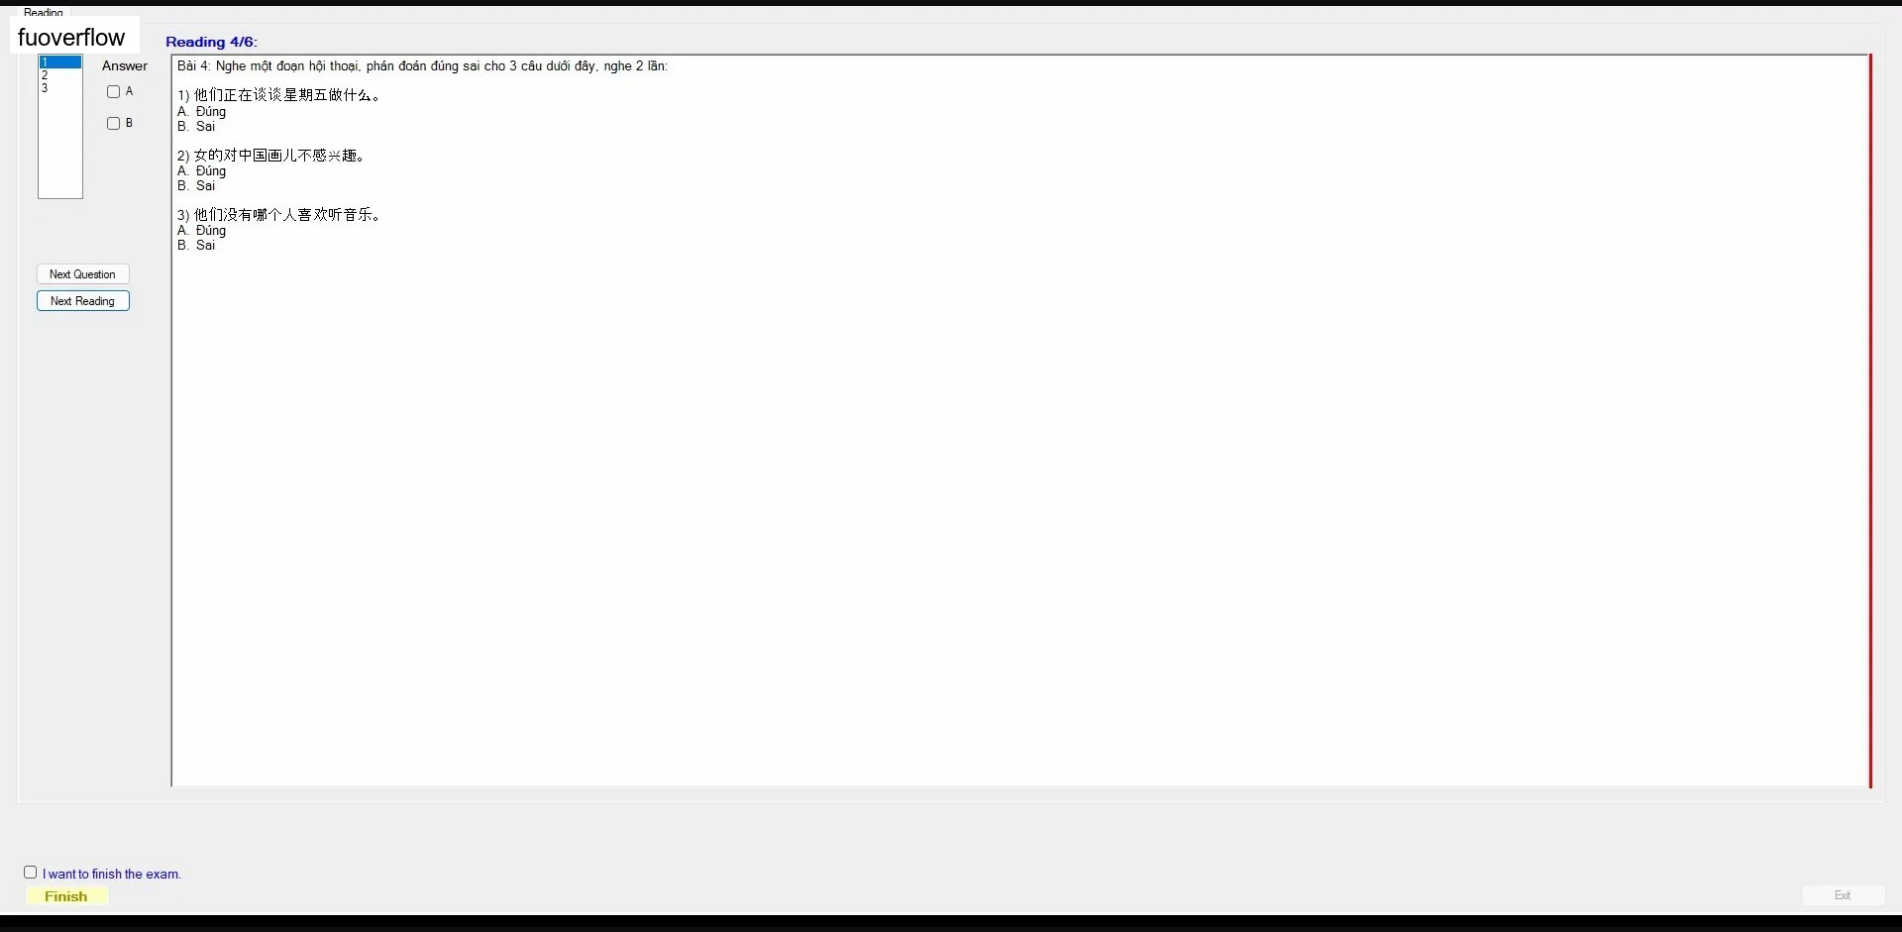 Reading
fuoverflow
Reading 4/6:
1
2
3
Answer
A
B
Next Question
Next Reading
Bài 4: Nghe một đoạn hội thoại, phán đoán đúng sai cho 3 câu dưới đây, nghe 2 lần:
1) 他们正在谈谈星期五做什么。
A. Đúng
B. Sai
2) 女的对中国画儿不感兴趣。
A. Đúng
B. Sai
3) 他们没有哪个人喜欢听音乐。
A. Đúng
B. Sai
I want to finish the exam.
Finish
Exit